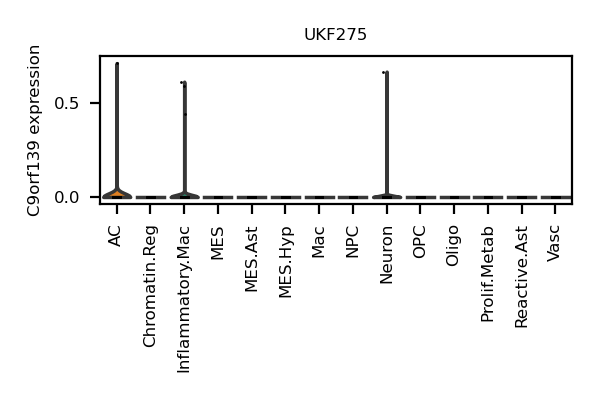 UKF275
C9orf139 expression
0.5
0.0
AC
Chromatin.Reg
Inflammatory.Mac
MES
MES.Ast
MES.Hyp
Mac
NPC
Neuron
OPC
Oligo
Prolif.Metab
Reactive.Ast
Vasc